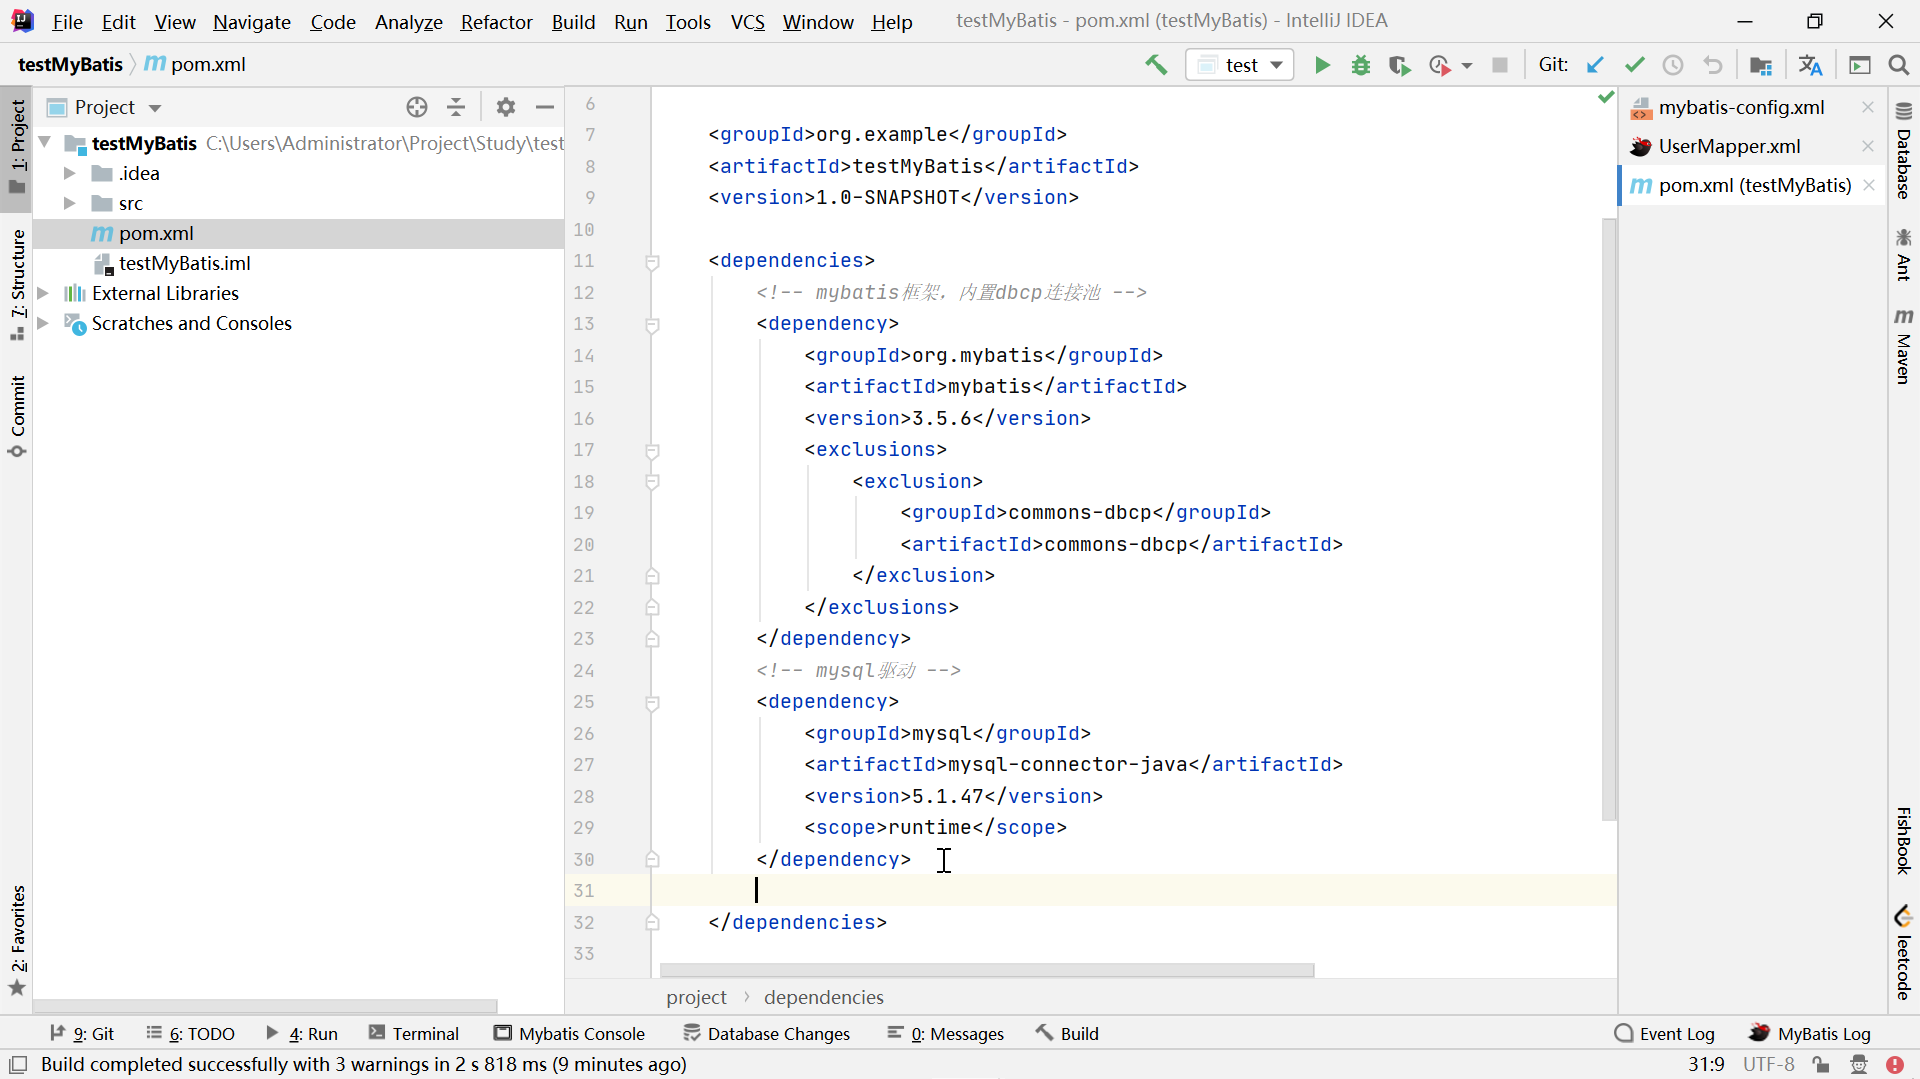 File Edit View Navigate Code Analyze Refactor Build Run Tools VCS Window Help testMyBatis - pom.xml (testMyBatis) - IntelliJ IDEA
testMyBatis pom.xml test Git:
1: Project
7: Structure
Commit
2: Favorites
Project
testMyBatis C:\Users\Administrator\Project\Study\test
.idea
src
pom.xml
testMyBatis.iml
External Libraries
Scratches and Consoles
6
7 <groupId>org.example</groupId>
8 <artifactId>testMyBatis</artifactId>
9 <version>1.0-SNAPSHOT</version>
10
11 <dependencies>
12 <!-- mybatis框架，内置dbcp连接池 -->
13 <dependency>
14 <groupId>org.mybatis</groupId>
15 <artifactId>mybatis</artifactId>
16 <version>3.5.6</version>
17 <exclusions>
18 <exclusion>
19 <groupId>commons-dbcp</groupId>
20 <artifactId>commons-dbcp</artifactId>
21 </exclusion>
22 </exclusions>
23 </dependency>
24 <!-- mysql驱动 -->
25 <dependency>
26 <groupId>mysql</groupId>
27 <artifactId>mysql-connector-java</artifactId>
28 <version>5.1.47</version>
29 <scope>runtime</scope>
30 </dependency>
31
32 </dependencies>
33
project › dependencies
mybatis-config.xml
UserMapper.xml
pom.xml (testMyBatis)
Database
Ant
Maven
FishBook
leetcode
9: Git 6: TODO 4: Run Terminal Mybatis Console Database Changes 0: Messages Build Event Log MyBatis Log
Build completed successfully with 3 warnings in 2 s 818 ms (9 minutes ago) 31:9 UTF-8